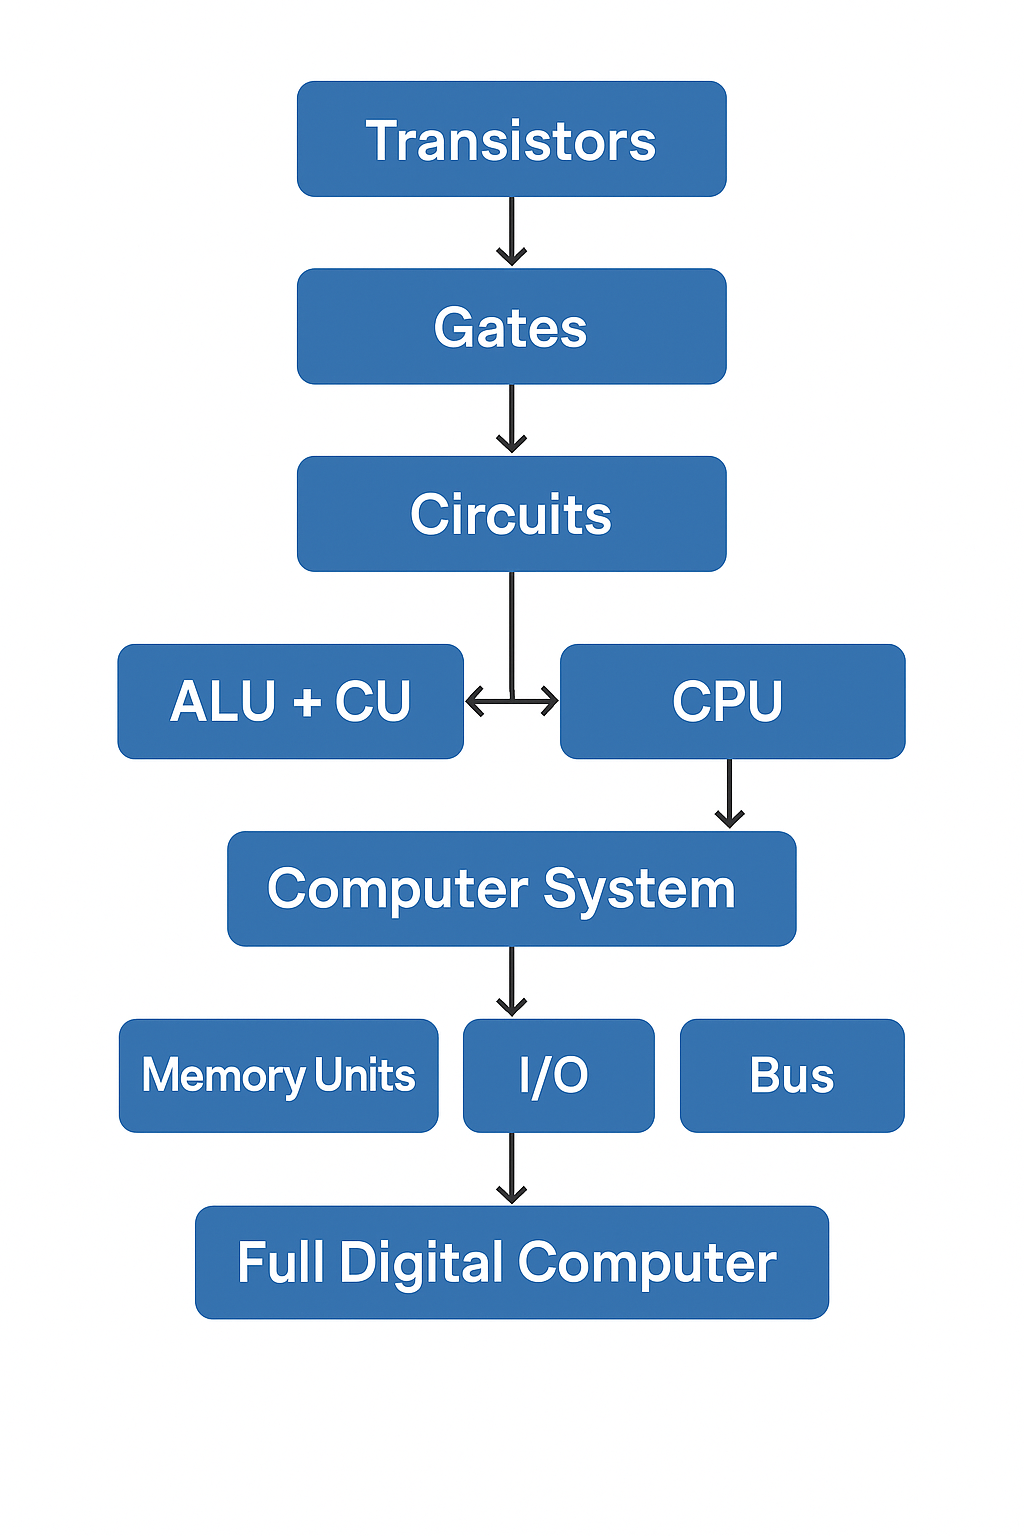 Transistors
Gates
Circuits
ALU + CU
CPU
Computer System
Memory Units
I/O
Bus
Full Digital Computer